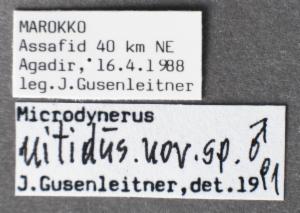 MAROKKO
Assafid 40 km NE
Agadir, 16.4.1988
leg.J.Gusenleitner
Microdynerus
nitidus. nov. sp. ♂
J.Gusenleitner, det.1991